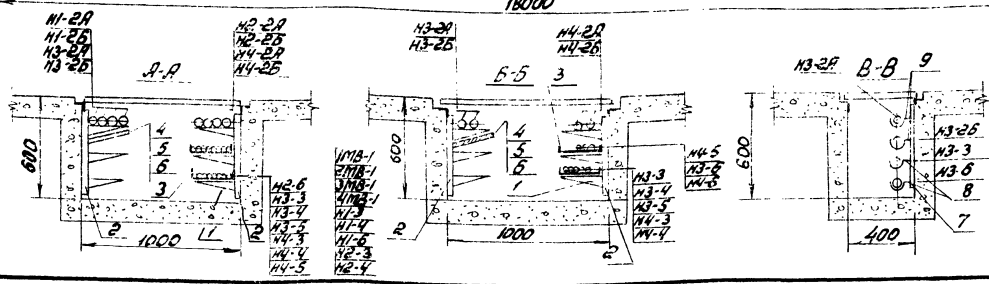 18000
Н1-2А
Н1-2Б
Н3-2А
Н3-2Б
А-А
Н2-2А
Н2-2Б
Н4-2А
Н4-2Б
600
4
5
6
3
2
1000
1
2
Н2-6
Н3-3
Н3-4
Н3-5
Н4-3
Н4-4
Н4-5
1МВ-1
2МВ-1
3МВ-1
4МВ-1
Н1-3
Н1-4
Н1-6
Н2-3
Н2-4
Н3-2А
Н3-2Б
Б-Б
3
Н4-2А
Н4-2Б
600
4
5
6
1
2
1000
2
Н3-3
Н3-4
Н3-5
Н4-3
Н4-4
Н4-5
Н3-6
Н4-6
Н3-2А
В-В
9
600
Н3-2Б
Н3-3
Н3-6
8
7
400